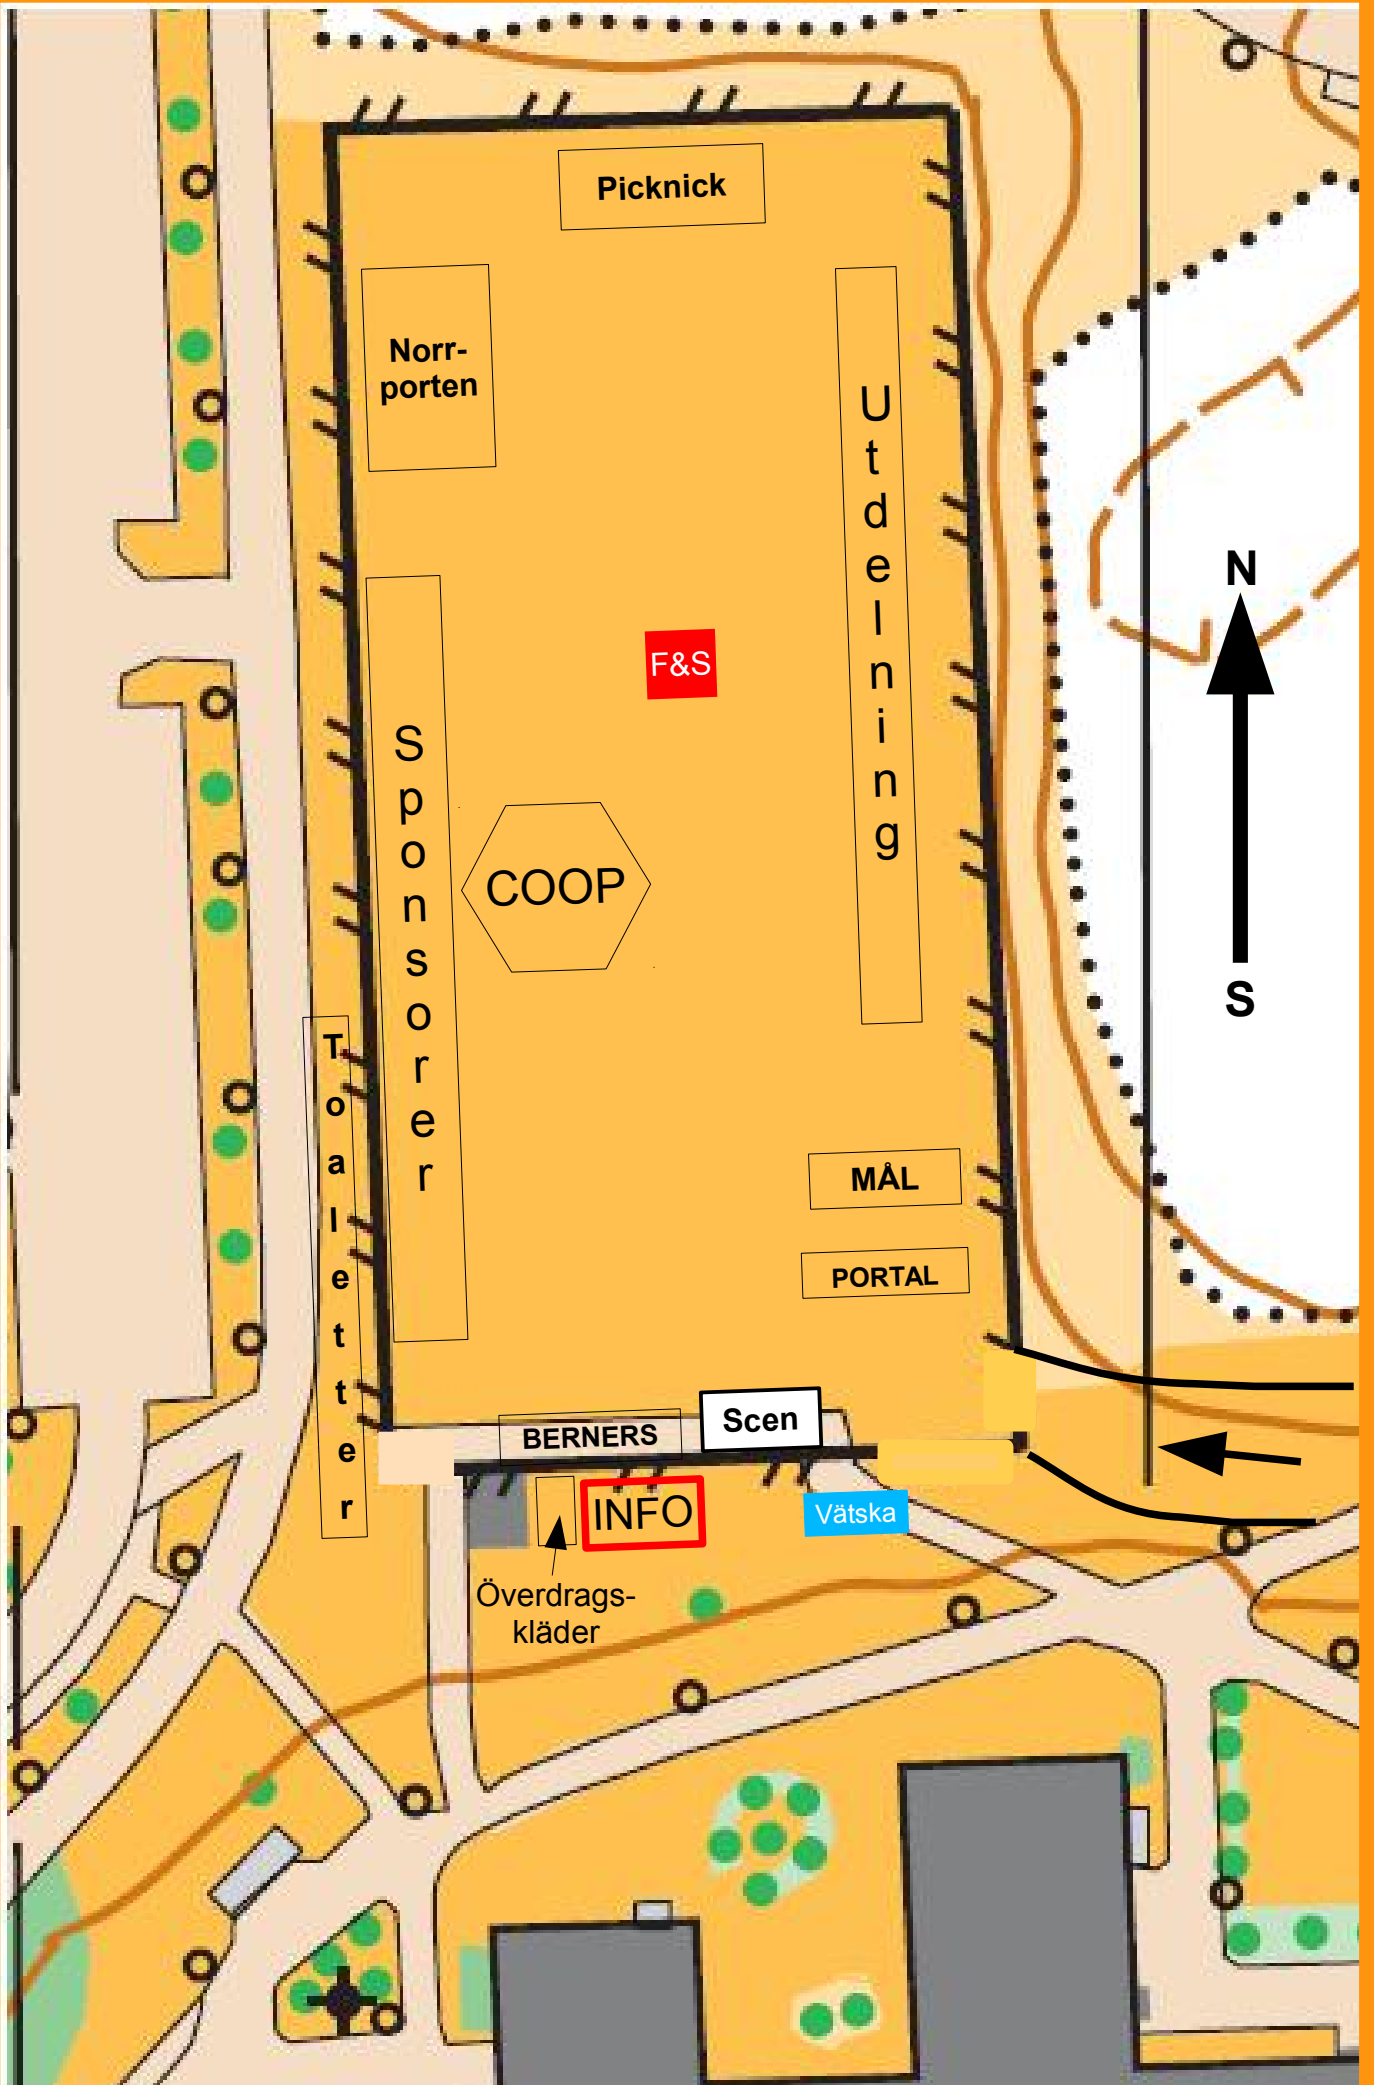 Picknick
Norr-
porten
Utdelning
N
F&S
Sponsorer
COOP
S
Toaletter
MÅL
PORTAL
Scen
BERNERS
INFO
Vätska
Överdrags-
kläder